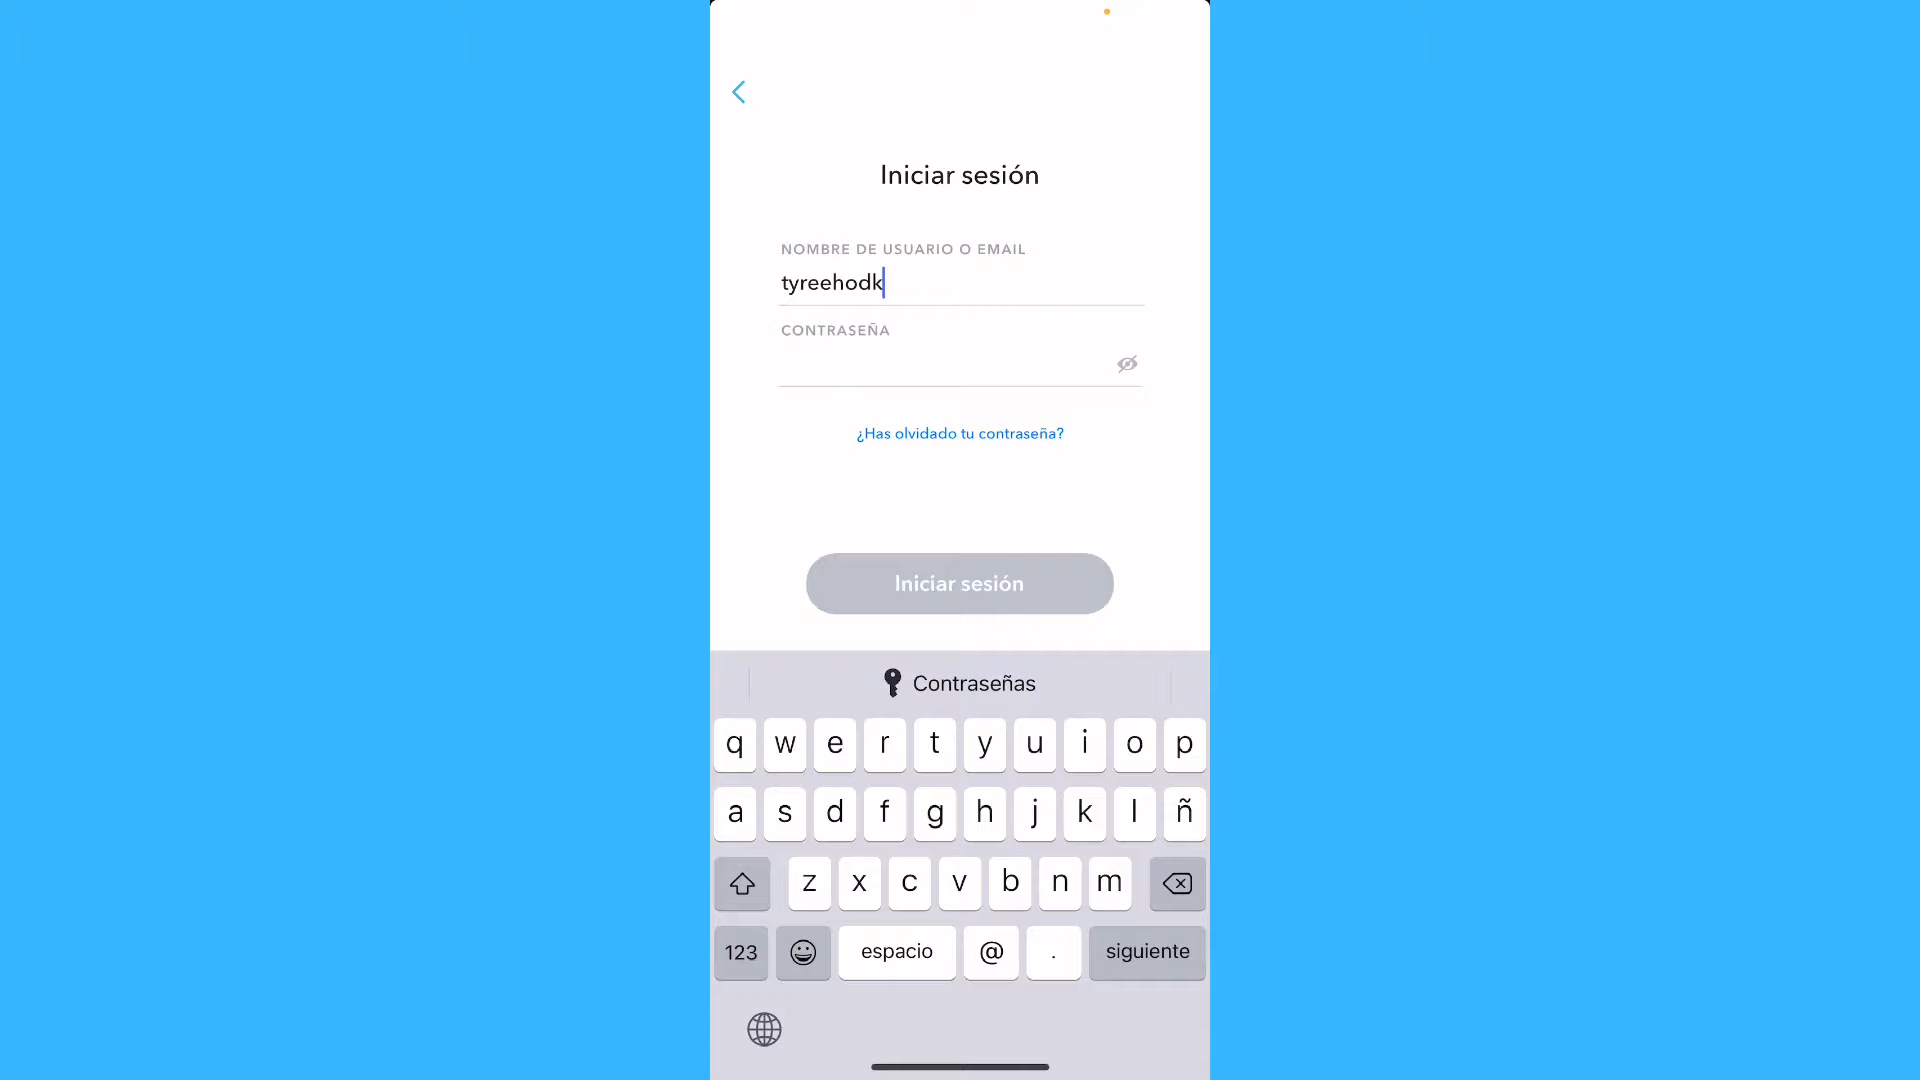 Iniciar sesión
NOMBRE DE USUARIO O EMAIL
tyreehodk
CONTRASEÑA
¿Has olvidado tu contraseña?
Iniciar sesión
Contraseñas
q w e r t y u i o p
a s d f g h j k l ñ
z x c v b n m
123 espacio @ . siguiente